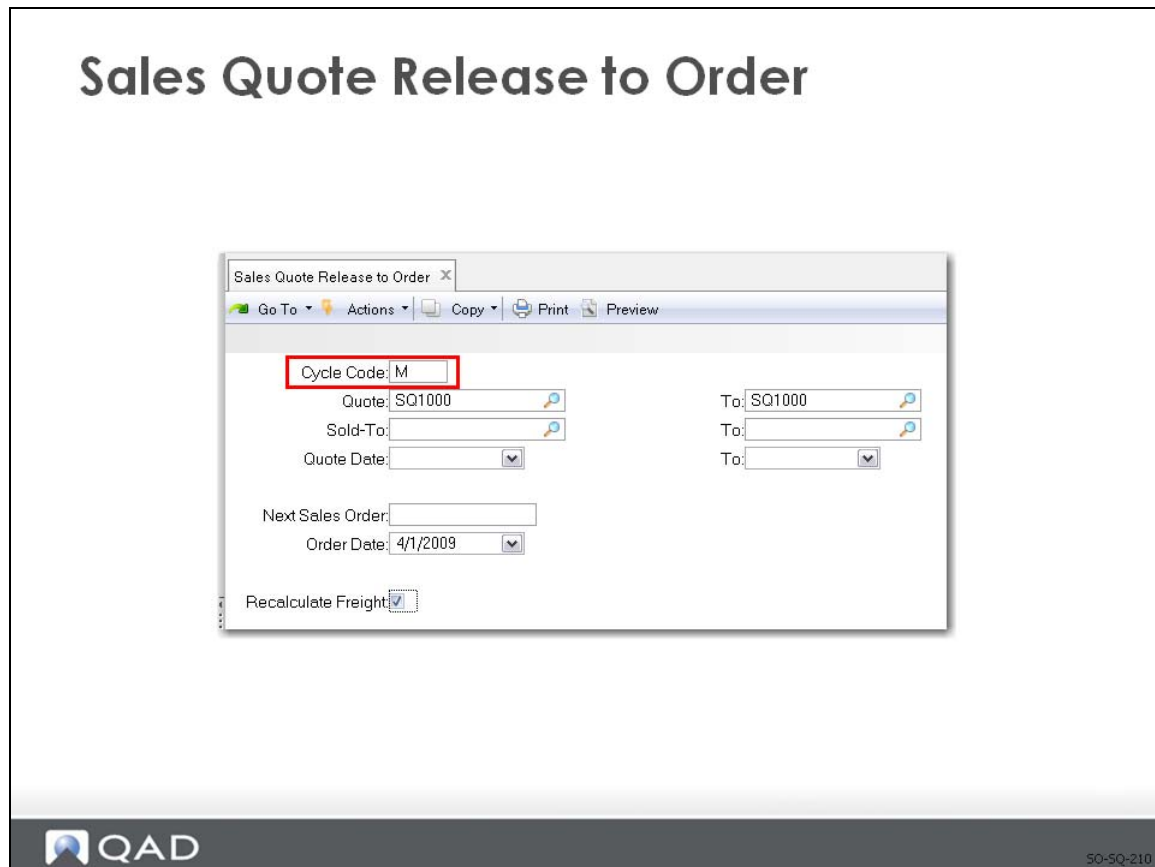 Sales Quote Release to Order
Sales Quote Release to Order
Go To Actions Copy Print Preview
Cycle Code: M
Quote: SQ1000 To: SQ1000
Sold-To: To:
Quote Date: To:
Next Sales Order:
Order Date: 4/1/2009
Recalculate Freight:
QAD
SO-SQ-210